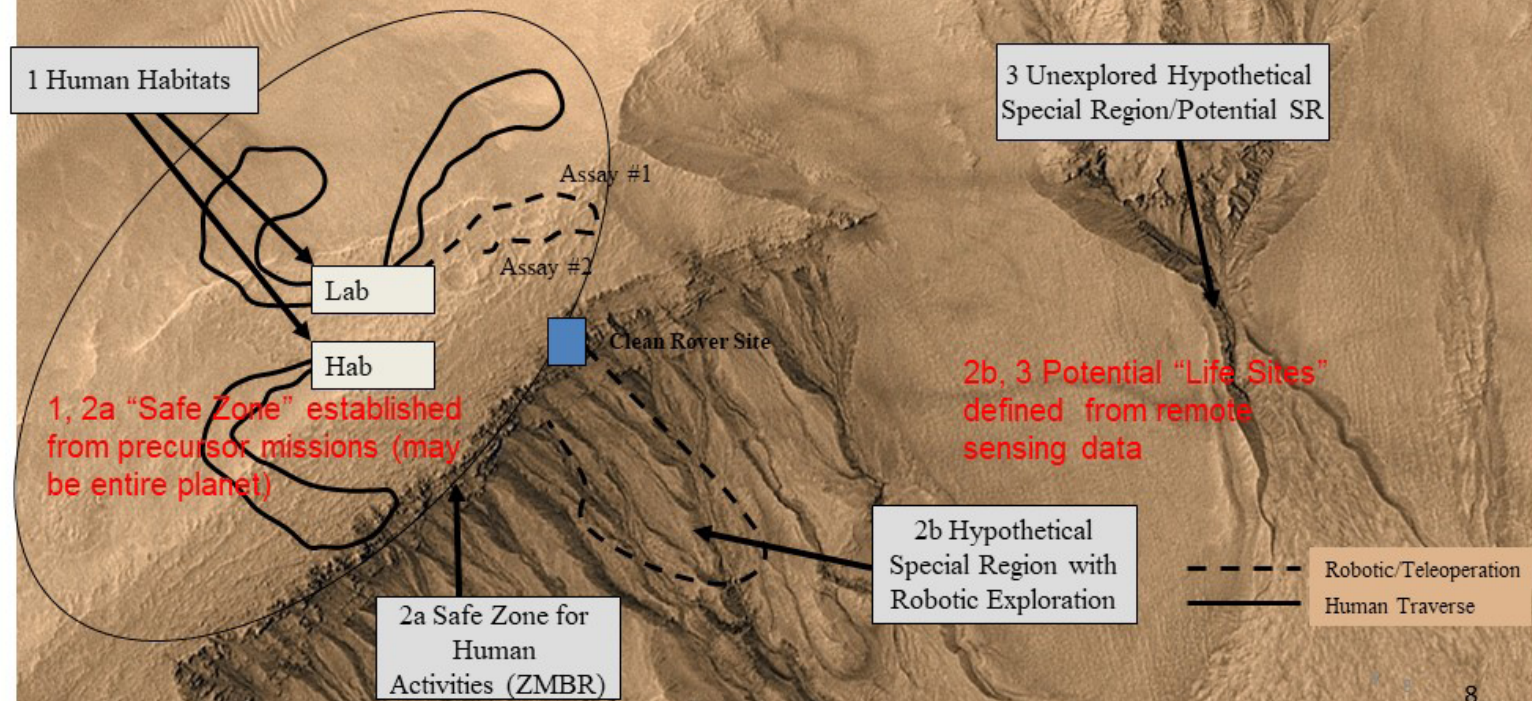 1 Human Habitats
3 Unexplored Hypothetical
Special Region/Potential SR
Assay #1
Assay #2
Lab
Clean Rover Site
Hab
1, 2a “Safe Zone” established
from precursor missions (may
be entire planet)
2b, 3 Potential “Life Sites”
defined from remote
sensing data
2b Hypothetical
Special Region with
Robotic Exploration
2a Safe Zone for
Human
Activities (ZMBR)
Robotic/Teleoperation
Human Traverse
8